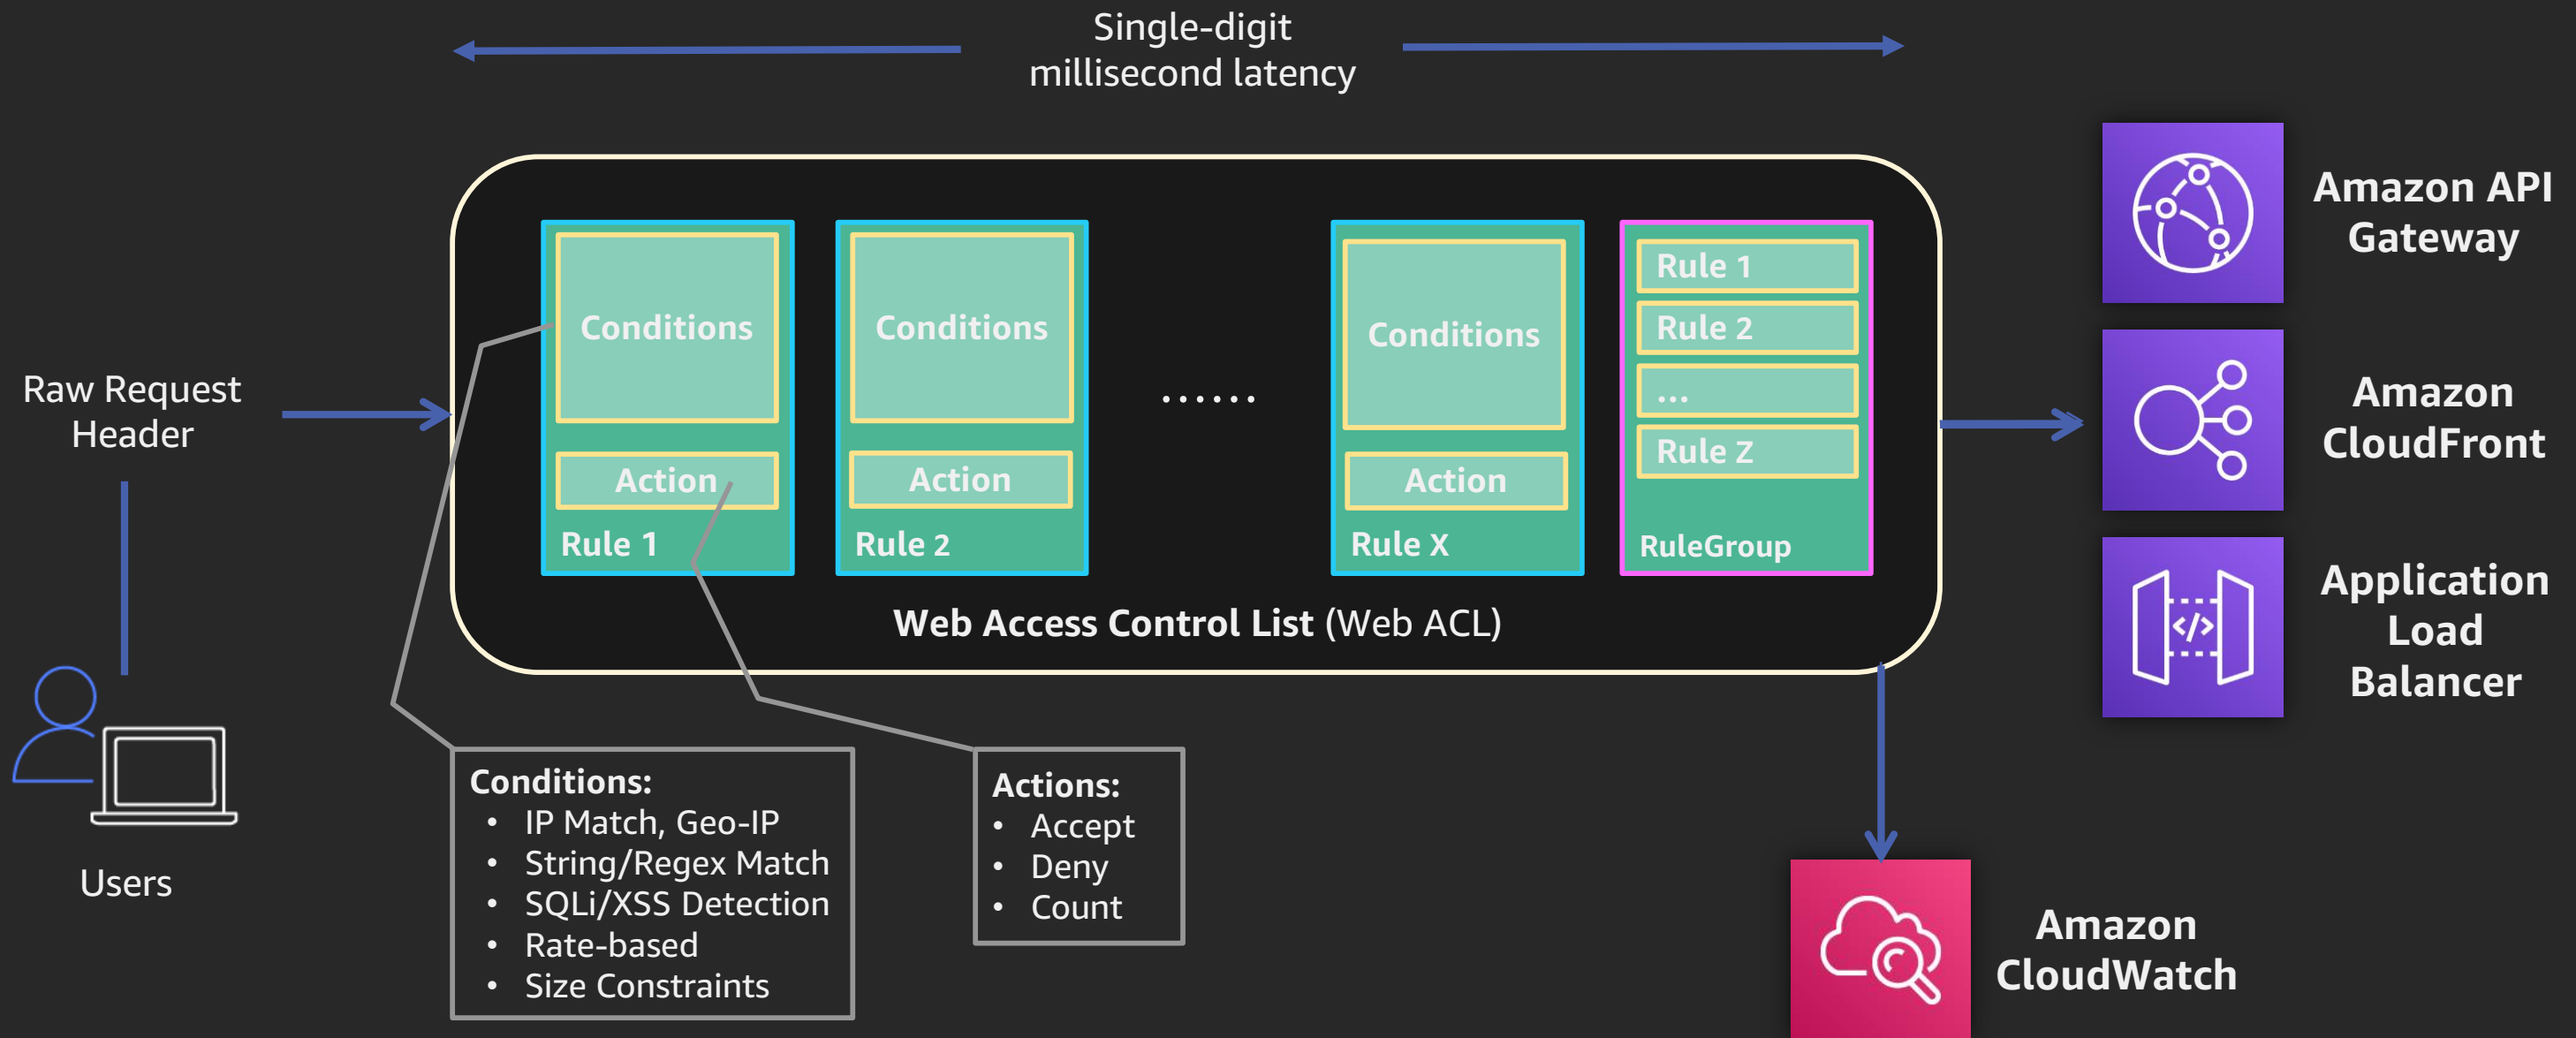 Single-digit
millisecond latency
Raw Request
Header
Users
Conditions
Action
Rule 1
Conditions
Action
Rule 2
......
Conditions
Action
Rule X
Rule 1
Rule 2
...
Rule Z
RuleGroup
Web Access Control List (Web ACL)
Conditions:
• IP Match, Geo-IP
• String/Regex Match
• SQLi/XSS Detection
• Rate-based
• Size Constraints
Actions:
• Accept
• Deny
• Count
Amazon API
Gateway
Amazon
CloudFront
</>
Application
Load
Balancer
Amazon
CloudWatch